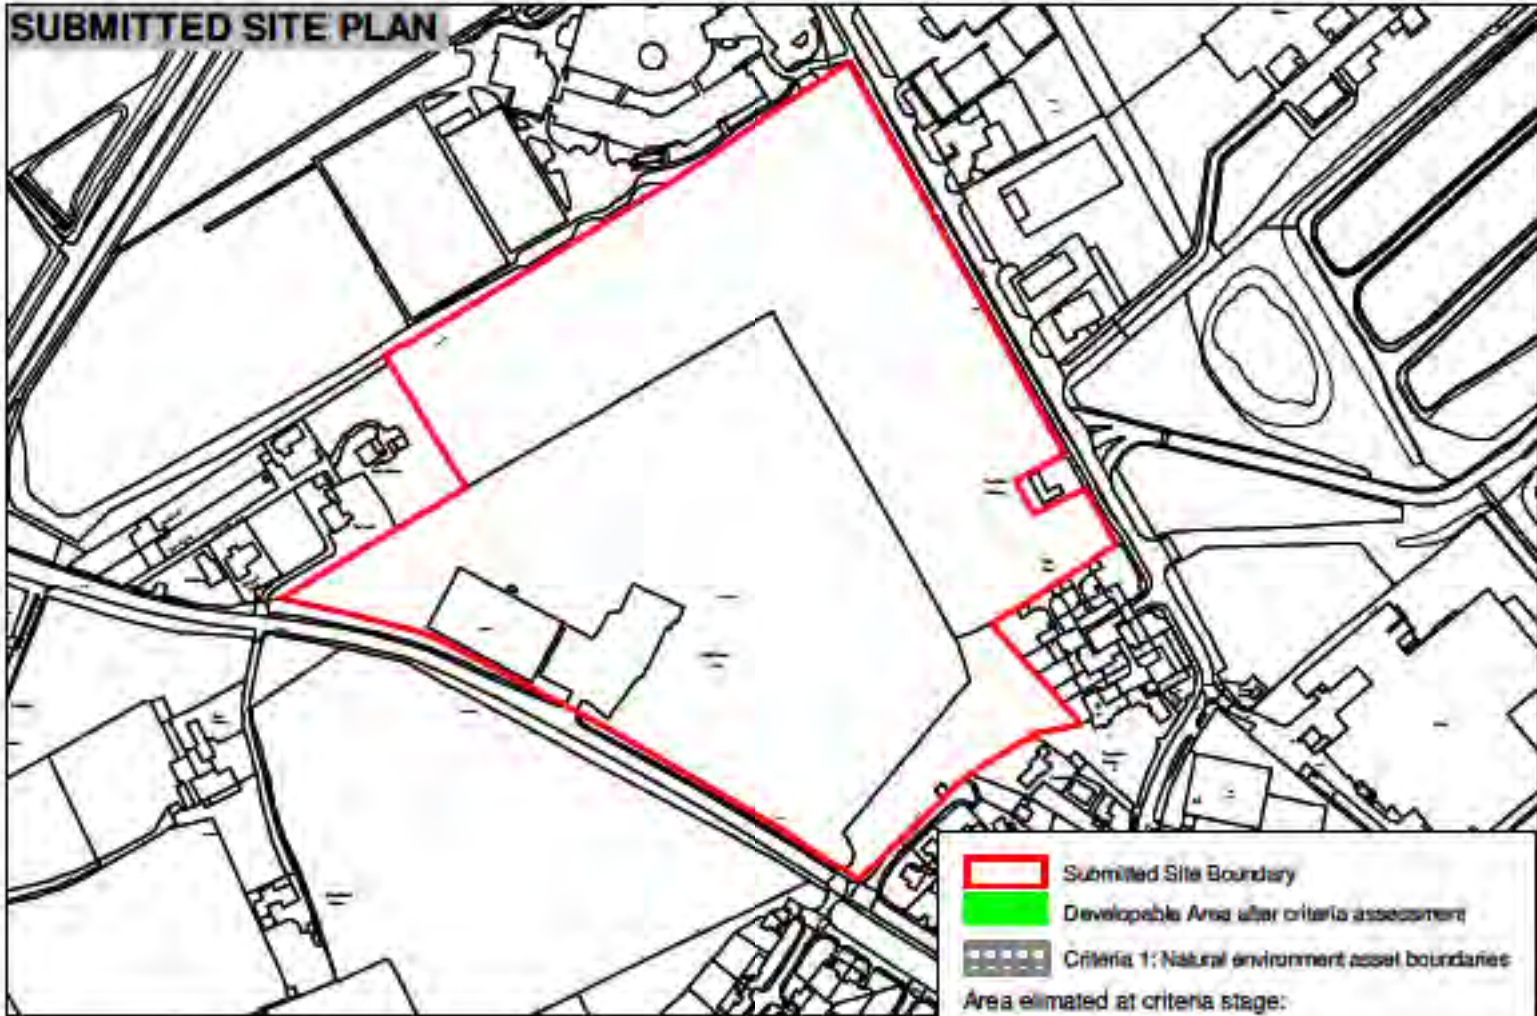 SUBMITTED SITE PLAN
Submitted Site Boundary
Developable Area after criteria assessment
Criteria 1: Natural environment asset boundaries
Area elimated at criteria stage: